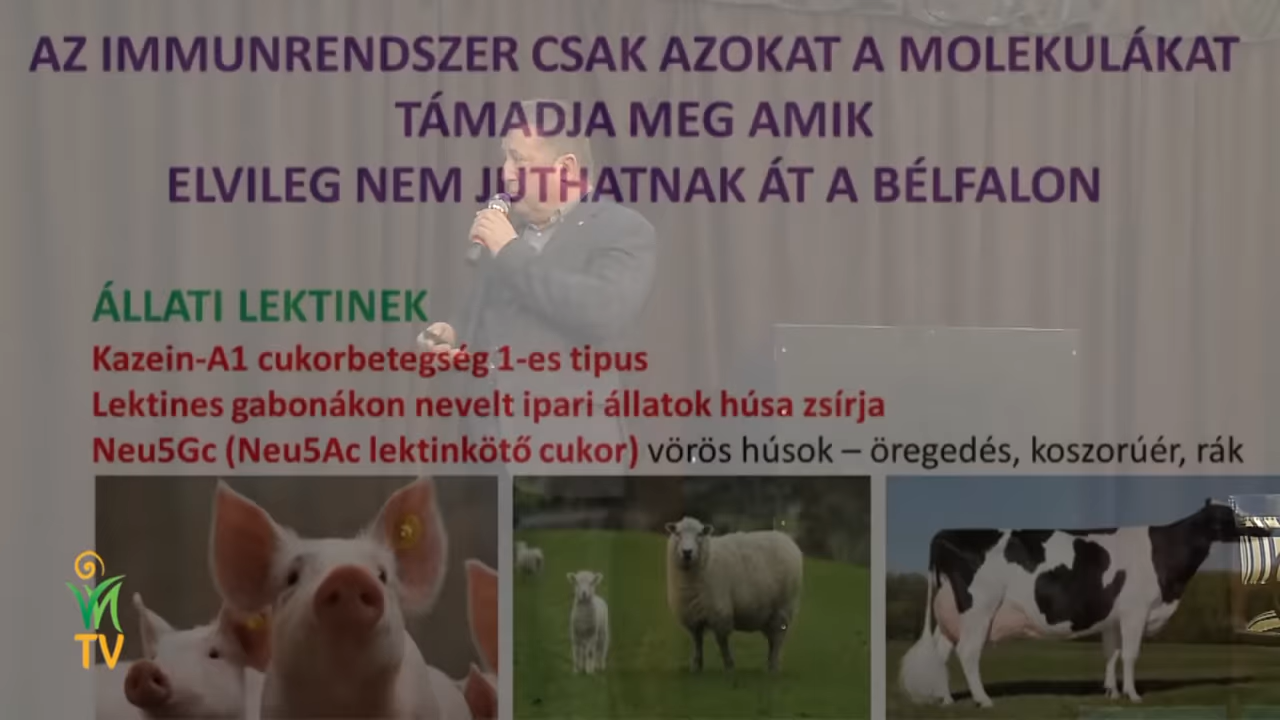 AZ IMMUNRENDSZER CSAK AZOKAT A MOLEKULÁKAT
TÁMADJA MEG AMIK
ELVILEG NEM JUTHATNAK ÁT A BÉLFALON
ÁLLATI LEKTINEK
Kazein-A1 cukorbetegség 1-es tipus
Lektines gabonákon nevelt ipari állatok húsa zsírja
Neu5Gc (Neu5Ac lektinkötő cukor) vörös húsok – öregedés, koszorúér, rák
TV